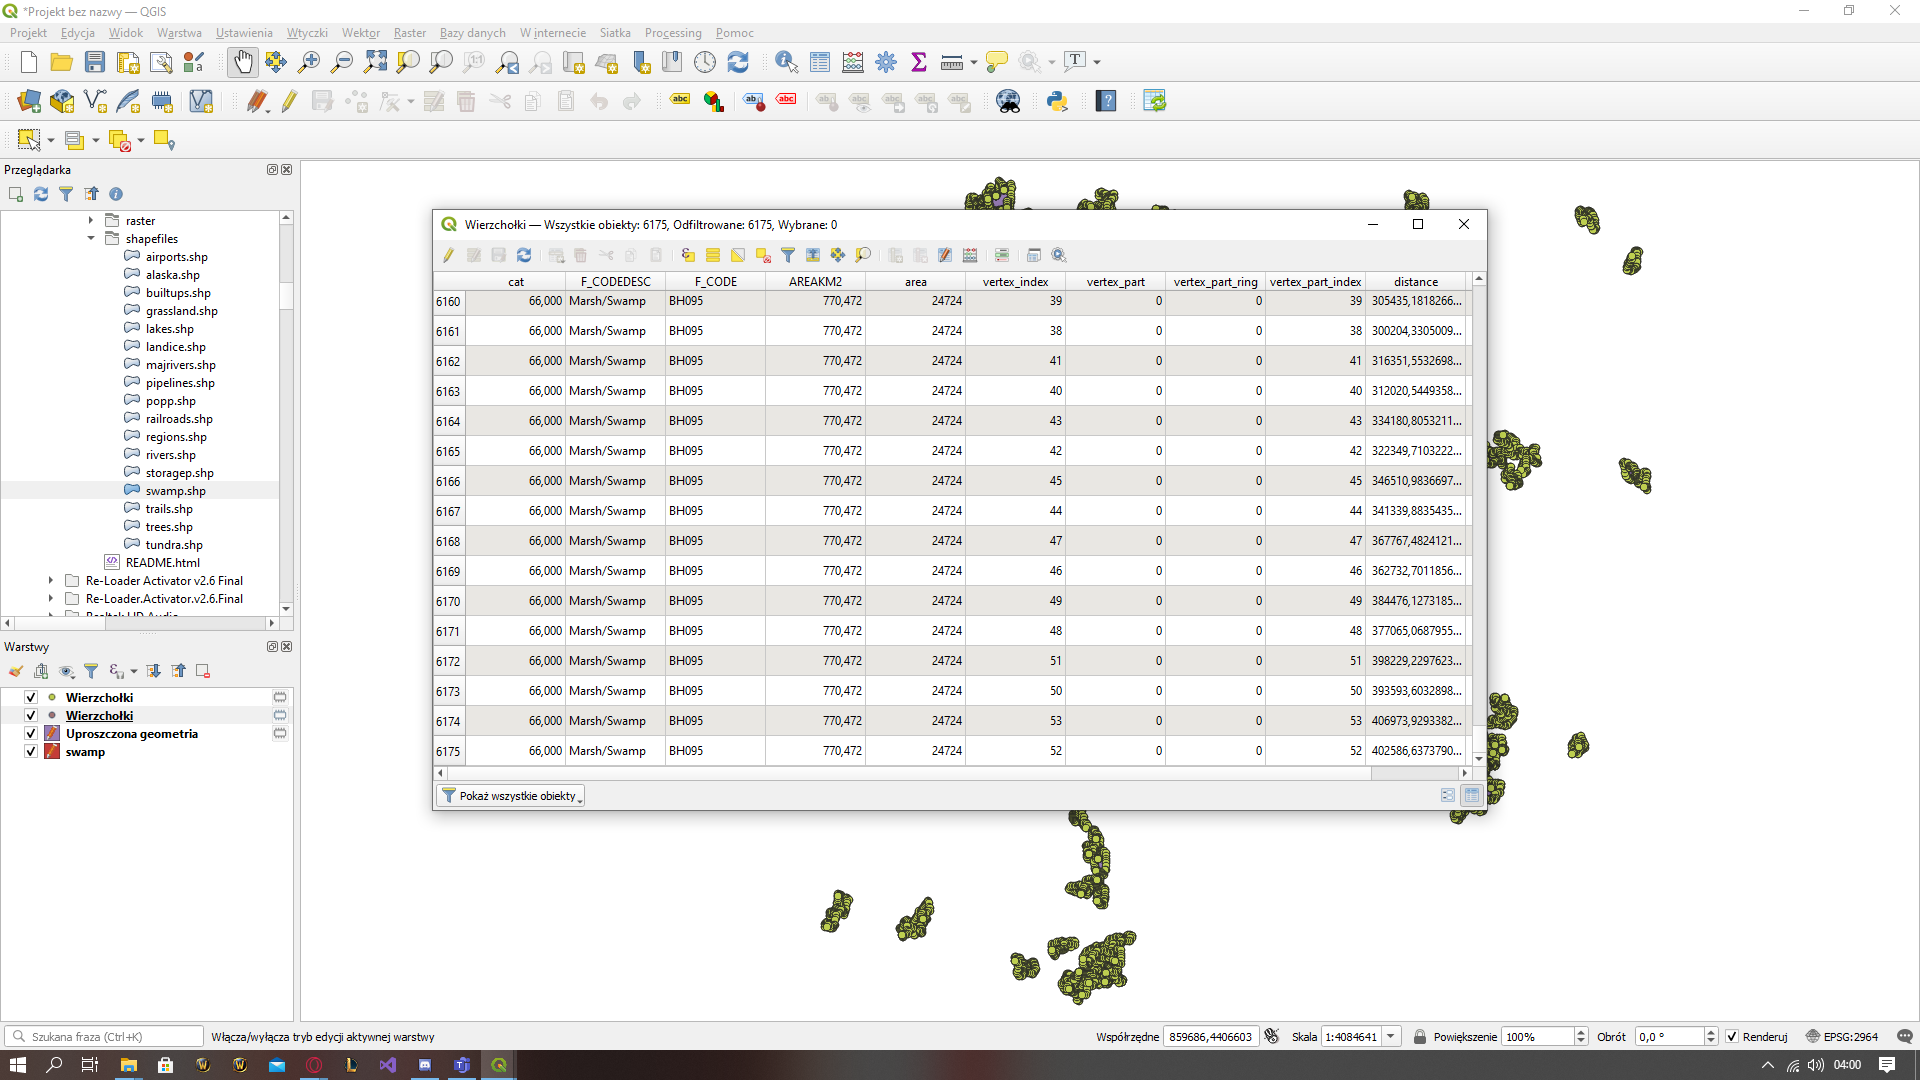 *Projekt bez nazwy — QGIS
Projekt Edycja Widok Warstwa Ustawienia Wtyczki Wektor Raster Bazy danych W internecie Siatka Processing Pomoc
Przeglądarka
raster
shapefiles
airports.shp
alaska.shp
builtups.shp
grassland.shp
lakes.shp
landice.shp
majrivers.shp
pipelines.shp
popp.shp
railroads.shp
regions.shp
rivers.shp
storagep.shp
swamp.shp
trails.shp
trees.shp
tundra.shp
README.html
Re-Loader Activator v2.6 Final
Re-Loader.Activator.v2.6.Final
Warstwy
Wierzchołki
Wierzchołki
Uproszczona geometria
swamp
Wierzchołki — Wszystkie obiekty: 6175, Odfiltrowane: 6175, Wybrane: 0
cat F_CODEDESC F_CODE AREAKM2 area vertex_index vertex_part vertex_part_ring vertex_part_index distance
6160 66,000 Marsh/Swamp BH095 770,472 24724 39 0 0 39 305435,1818266...
6161 66,000 Marsh/Swamp BH095 770,472 24724 38 0 0 38 300204,3305009...
6162 66,000 Marsh/Swamp BH095 770,472 24724 41 0 0 41 316351,5532698...
6163 66,000 Marsh/Swamp BH095 770,472 24724 40 0 0 40 312020,5449358...
6164 66,000 Marsh/Swamp BH095 770,472 24724 43 0 0 43 334180,8053211...
6165 66,000 Marsh/Swamp BH095 770,472 24724 42 0 0 42 322349,7103222...
6166 66,000 Marsh/Swamp BH095 770,472 24724 45 0 0 45 346510,9836697...
6167 66,000 Marsh/Swamp BH095 770,472 24724 44 0 0 44 341339,8835435...
6168 66,000 Marsh/Swamp BH095 770,472 24724 47 0 0 47 367767,4824121...
6169 66,000 Marsh/Swamp BH095 770,472 24724 46 0 0 46 362732,7011856...
6170 66,000 Marsh/Swamp BH095 770,472 24724 49 0 0 49 384476,1273185...
6171 66,000 Marsh/Swamp BH095 770,472 24724 48 0 0 48 377065,0687955...
6172 66,000 Marsh/Swamp BH095 770,472 24724 51 0 0 51 398229,2297623...
6173 66,000 Marsh/Swamp BH095 770,472 24724 50 0 0 50 393593,6032898...
6174 66,000 Marsh/Swamp BH095 770,472 24724 53 0 0 53 406973,9293382...
6175 66,000 Marsh/Swamp BH095 770,472 24724 52 0 0 52 402586,6373790...
Pokaż wszystkie obiekty
Szukana fraza (Ctrl+K) Włącza/wyłącza tryb edycji aktywnej warstwy Współrzędne 859686,4406603 Skala 1:4084641 Powiększenie 100% Obrót 0,0 ° Renderuj EPSG:2964
04:00